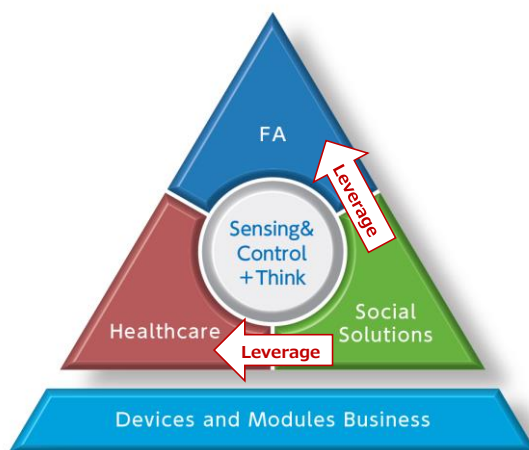 FA
Leverage
Sensing&
Control
+Think
Social
Solutions
Healthcare
Leverage
Devices and Modules Business